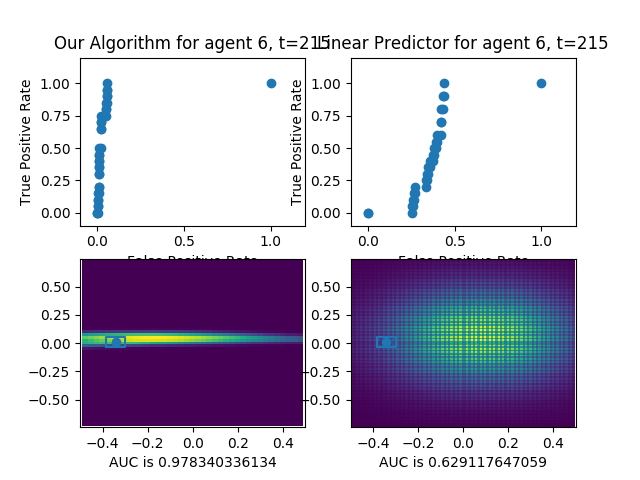 Our Algorithm for agent 6, t=215
Linear Predictor for agent 6, t=215
True Positive Rate
1.00
0.75
0.50
0.25
0.00
0.0 0.5 1.0
False Positive Rate
True Positive Rate
1.00
0.75
0.50
0.25
0.00
0.0 0.5 1.0
False Positive Rate
0.50
0.25
0.00
−0.25
−0.50
−0.4 −0.2 0.0 0.2 0.4
AUC is 0.978340336134
0.50
0.25
0.00
−0.25
−0.50
−0.4 −0.2 0.0 0.2 0.4
AUC is 0.629117647059